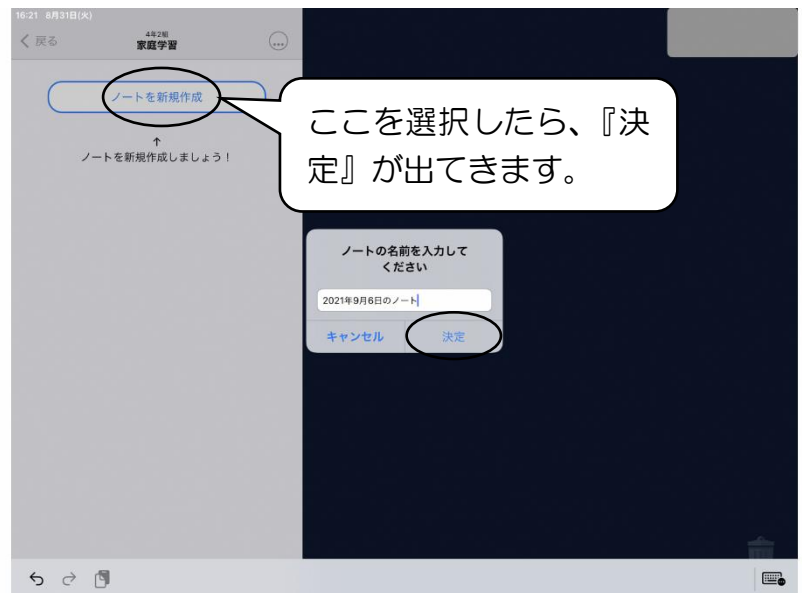 16:21 8月31日(火)
戻る
4年2組
家庭学習
ノートを新規作成
↑
ノートを新規作成しましょう！
ここを選択したら、『決
定』が出てきます。
ノートの名前を入力して
ください
2021年9月6日のノート
キャンセル 決定